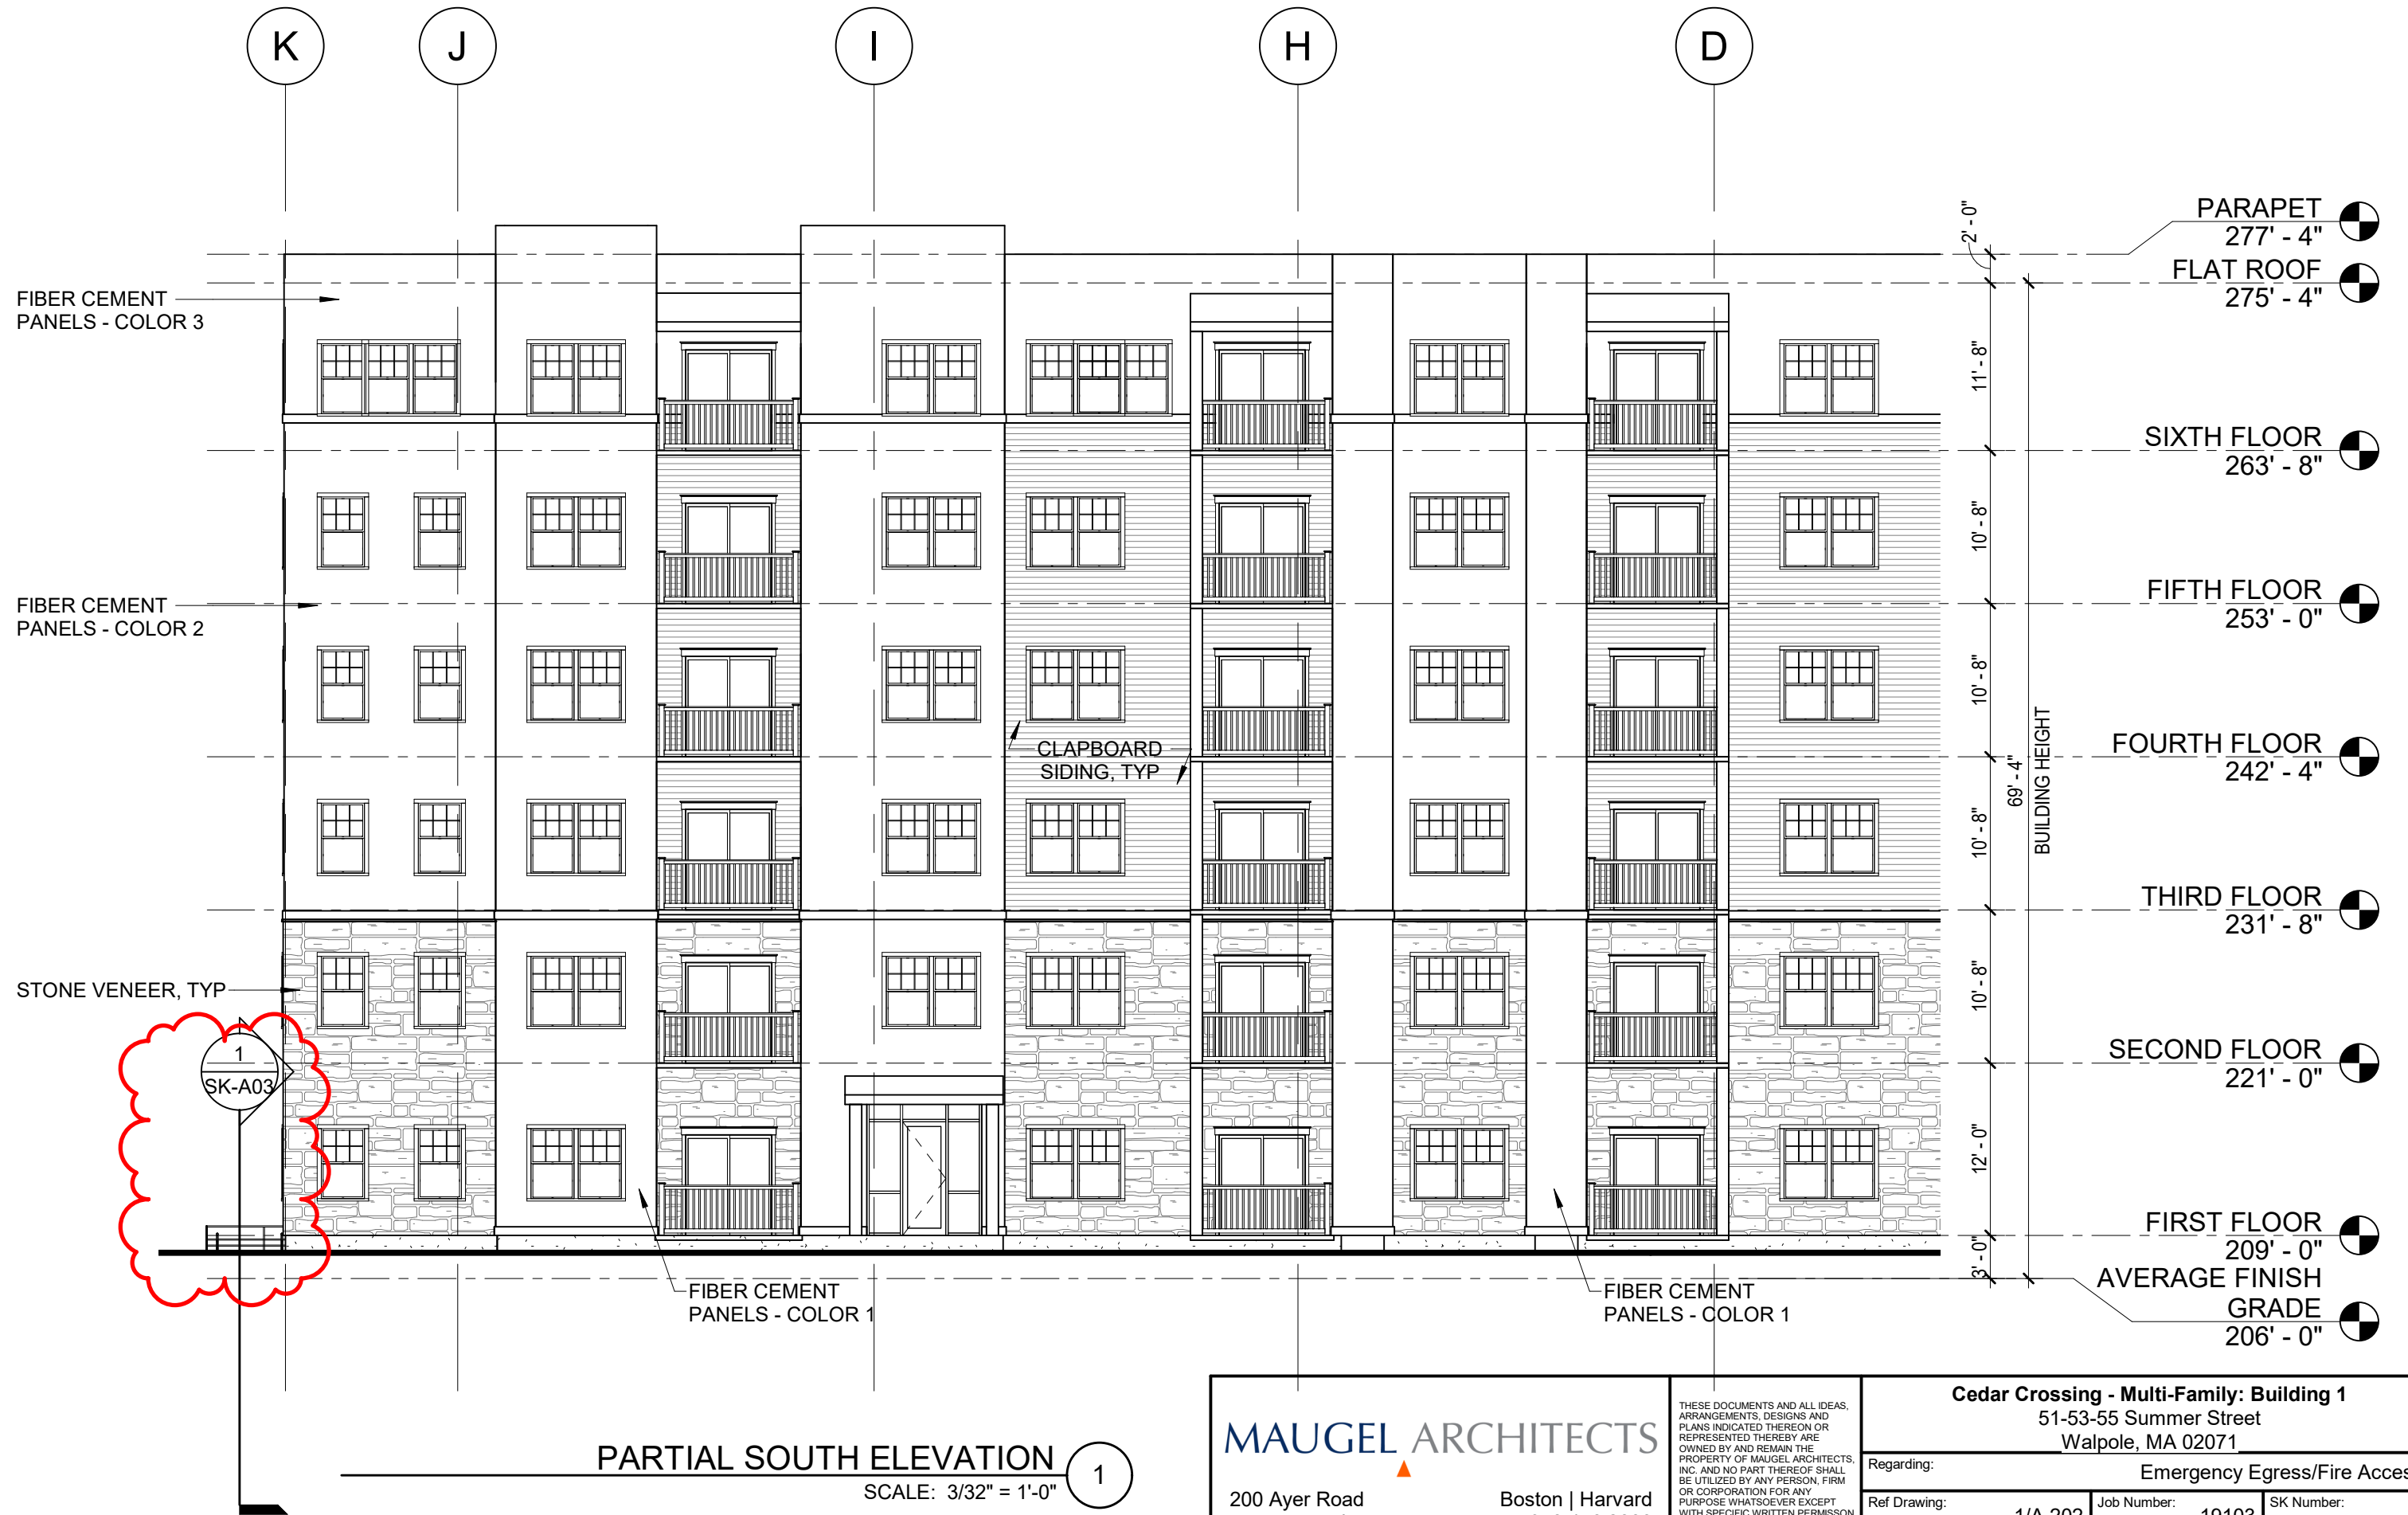 K
J
I
H
D
PARAPET
277' - 4"
FLAT ROOF
275' - 4"
SIXTH FLOOR
263' - 8"
FIFTH FLOOR
253' - 0"
FOURTH FLOOR
242' - 4"
THIRD FLOOR
231' - 8"
SECOND FLOOR
221' - 0"
FIRST FLOOR
209' - 0"
AVERAGE FINISH
GRADE
206' - 0"
2' - 0"
11' - 8"
10' - 8"
10' - 8"
10' - 8"
10' - 8"
12' - 0"
3' - 0"
69' - 4"
BUILDING HEIGHT
FIBER CEMENT
PANELS - COLOR 3
FIBER CEMENT
PANELS - COLOR 2
CLAPBOARD
SIDING, TYP
STONE VENEER, TYP
1
SK-A03
FIBER CEMENT
PANELS - COLOR 1
FIBER CEMENT
PANELS - COLOR 1
PARTIAL SOUTH ELEVATION
SCALE: 3/32" = 1'-0"
1
MAUGEL ARCHITECTS
200 Ayer Road
Boston | Harvard
THESE DOCUMENTS AND ALL IDEAS,
ARRANGEMENTS, DESIGNS AND
PLANS INDICATED THEREON OR
REPRESENTED THEREBY ARE
OWNED BY AND REMAIN THE
PROPERTY OF MAUGEL ARCHITECTS,
INC. AND NO PART THEREOF SHALL
BE UTILIZED BY ANY PERSON, FIRM
OR CORPORATION FOR ANY
PURPOSE WHATSOEVER EXCEPT
WITH SPECIFIC WRITTEN PERMISSON
Cedar Crossing - Multi-Family: Building 1
51-53-55 Summer Street
Walpole, MA 02071
Regarding:
Emergency Egress/Fire Acces
Ref Drawing:
1/A-202
Job Number:
19103
SK Number: